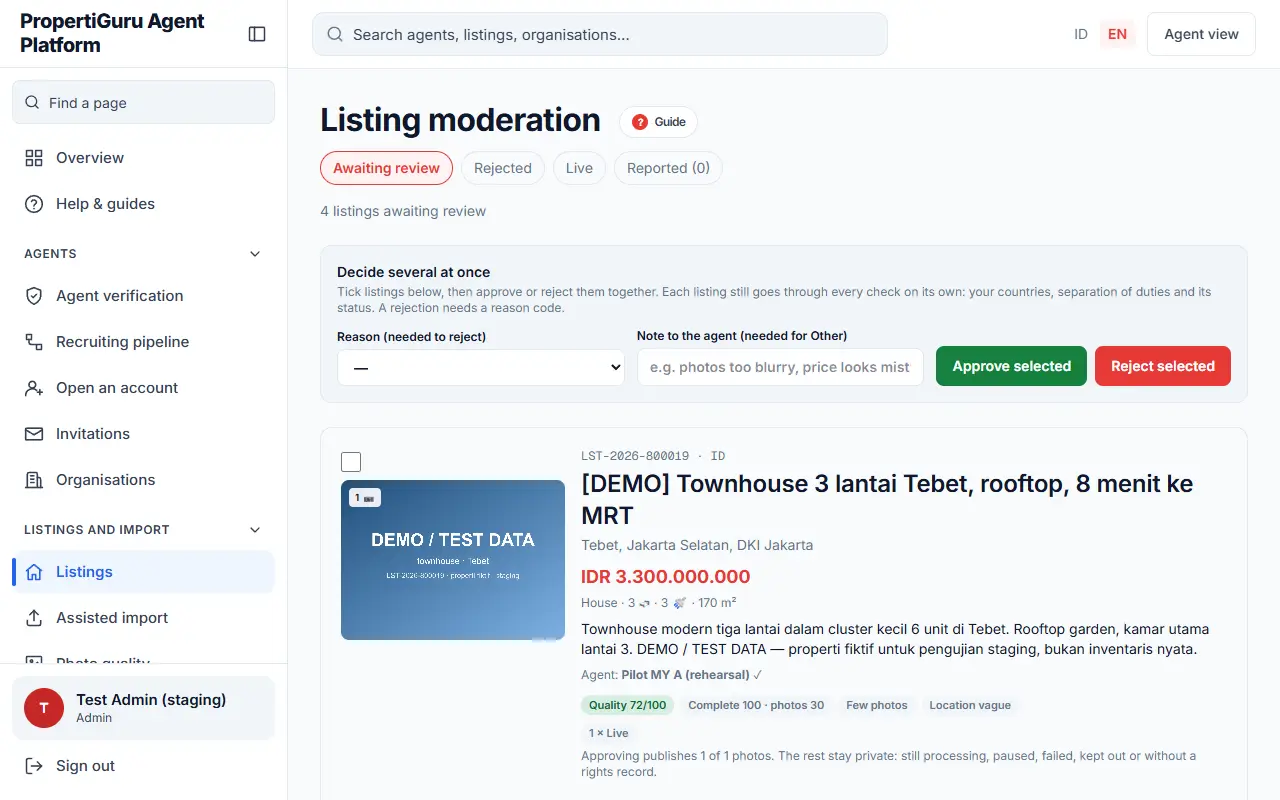 PropertiGuru Agent
Platform
Search agents, listings, organisations...
ID
EN
Agent view
Find a page
Overview
Help & guides
AGENTS
Agent verification
Recruiting pipeline
Open an account
Invitations
Organisations
LISTINGS AND IMPORT
Listings
Assisted import
Photo quality
T
Test Admin (staging)
Admin
Sign out
Listing moderation
? Guide
Awaiting review
Rejected
Live
Reported (0)
4 listings awaiting review
Decide several at once
Tick listings below, then approve or reject them together. Each listing still goes through every check on its own: your countries, separation of duties and its
status. A rejection needs a reason code.
Reason (needed to reject)
—
Note to the agent (needed for Other)
e.g. photos too blurry, price looks mist
Approve selected
Reject selected
1
DEMO / TEST DATA
townhouse · Tebet
LST-2026-800019 · properti fiktif · staging
LST-2026-800019 · ID
[DEMO] Townhouse 3 lantai Tebet, rooftop, 8 menit ke
MRT
Tebet, Jakarta Selatan, DKI Jakarta
IDR 3.300.000.000
House · 3 · 3 · 170 m²
Townhouse modern tiga lantai dalam cluster kecil 6 unit di Tebet. Rooftop garden, kamar utama
lantai 3. DEMO / TEST DATA — properti fiktif untuk pengujian staging, bukan inventaris nyata.
Agent: Pilot MY A (rehearsal) ✓
Quality 72/100
Complete 100 · photos 30
Few photos
Location vague
1 × Live
Approving publishes 1 of 1 photos. The rest stay private: still processing, paused, failed, kept out or without a
rights record.